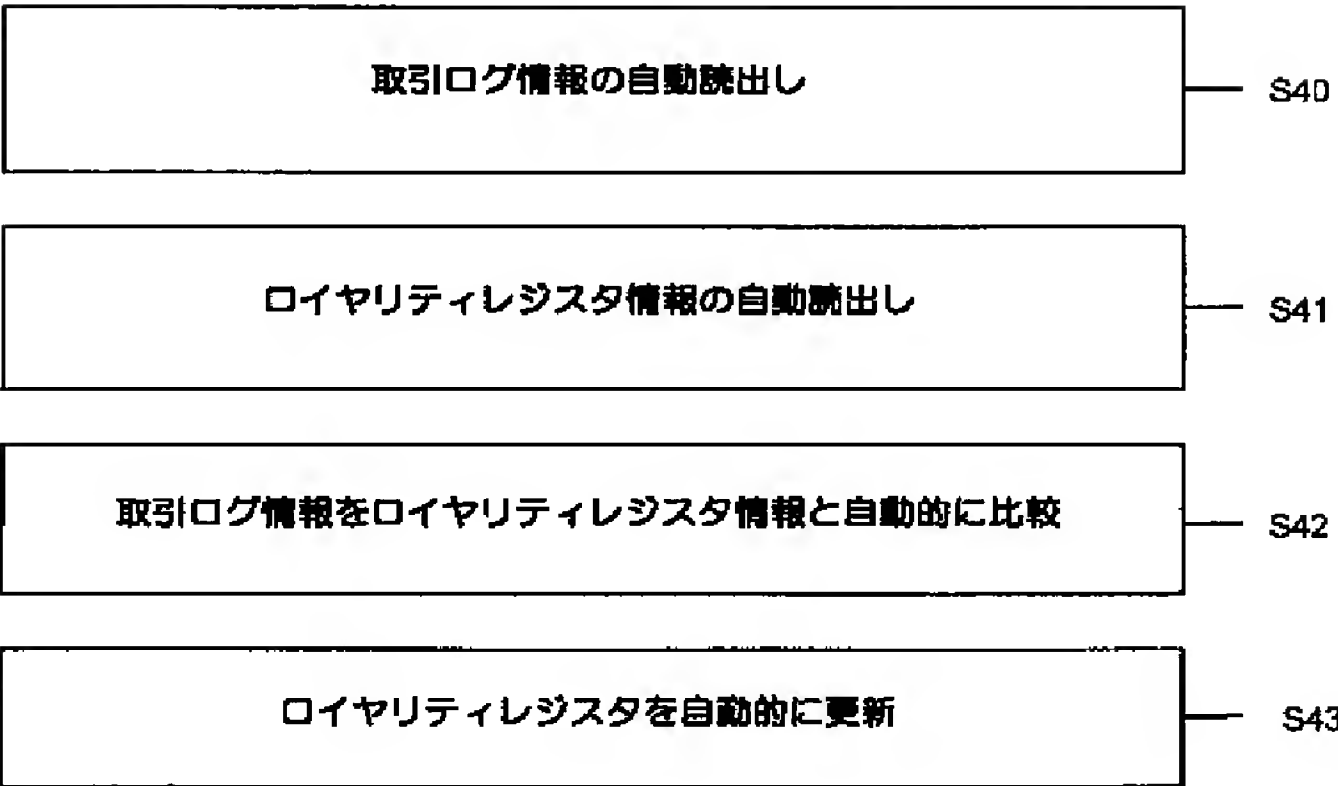 取引ログ情報の自動読出し
S40
ロイヤリティレジスタ情報の自動読出し
S41
取引ログ情報をロイヤリティレジスタ情報と自動的に比較
S42
ロイヤリティレジスタを自動的に更新
S43